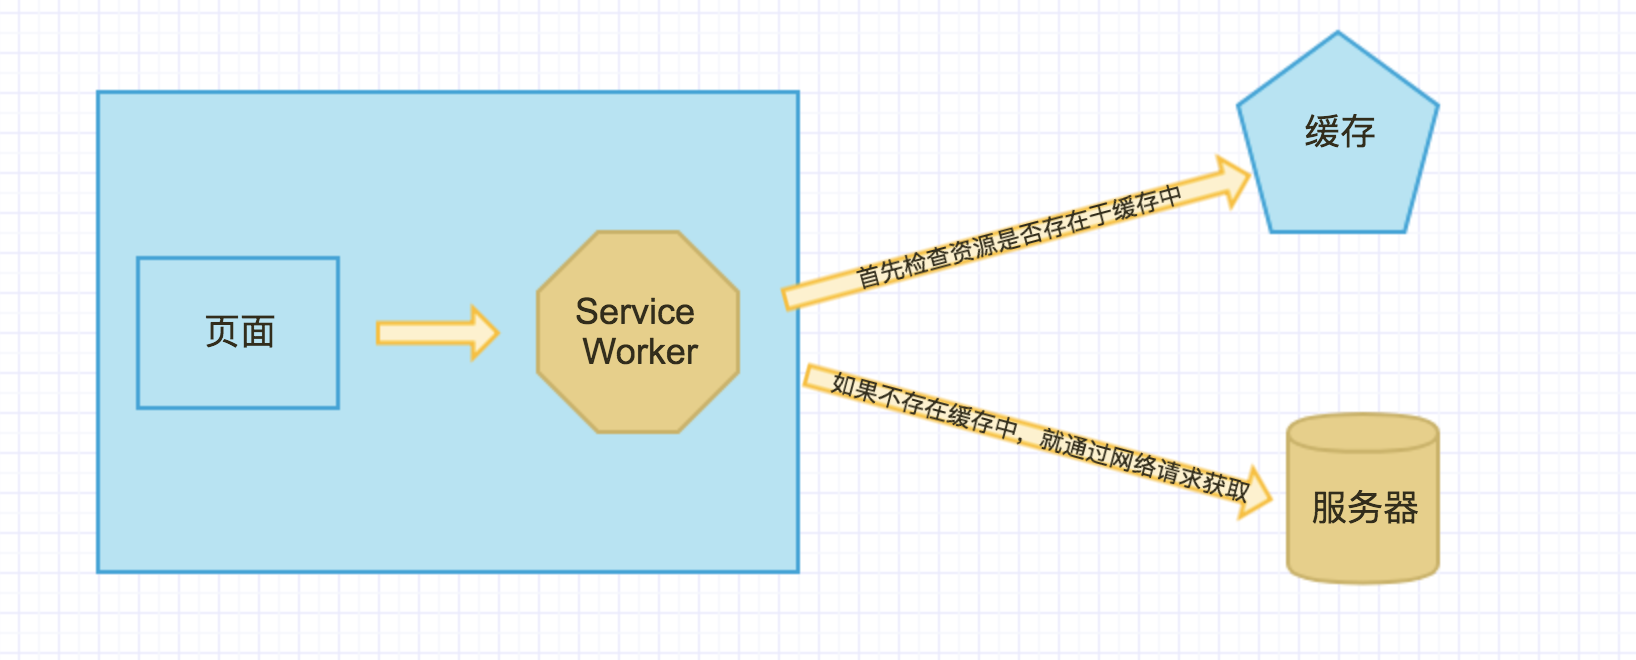 页面
Service
Worker
首先检查资源是否存在于缓存中
缓存
如果不存在缓存中，就通过网络请求获取
服务器